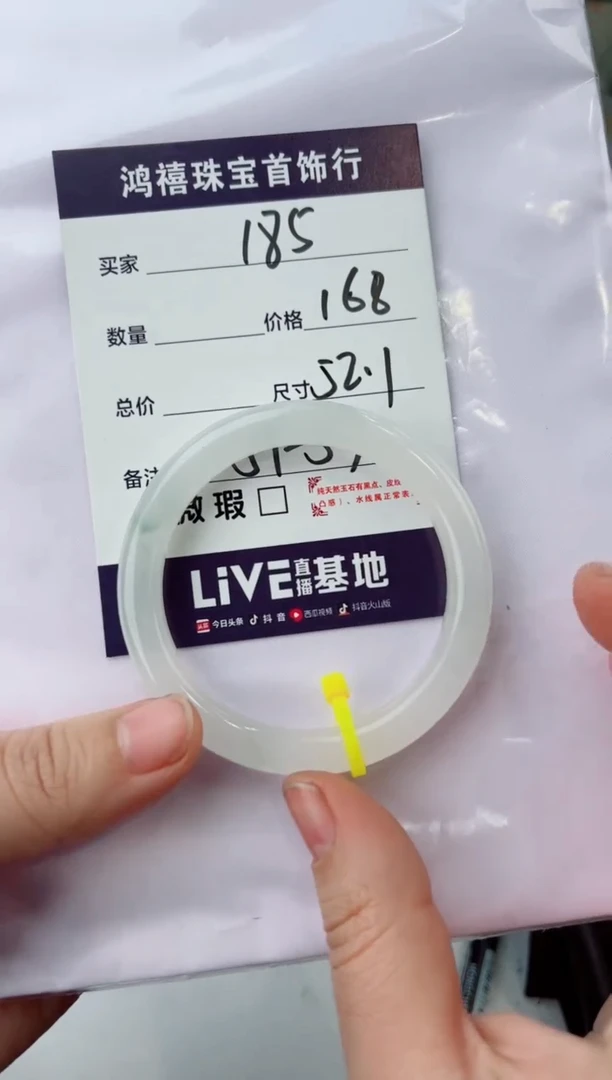 鸿禧珠宝首饰行
买家 185
数量 价格 168
总价 尺寸 52.1
备注
微瑕 □
纯天然玉石有黑点、皮纹
感）、水线属正常表
LiVE直播基地
今日头条 抖音 西瓜视频 抖音火山版